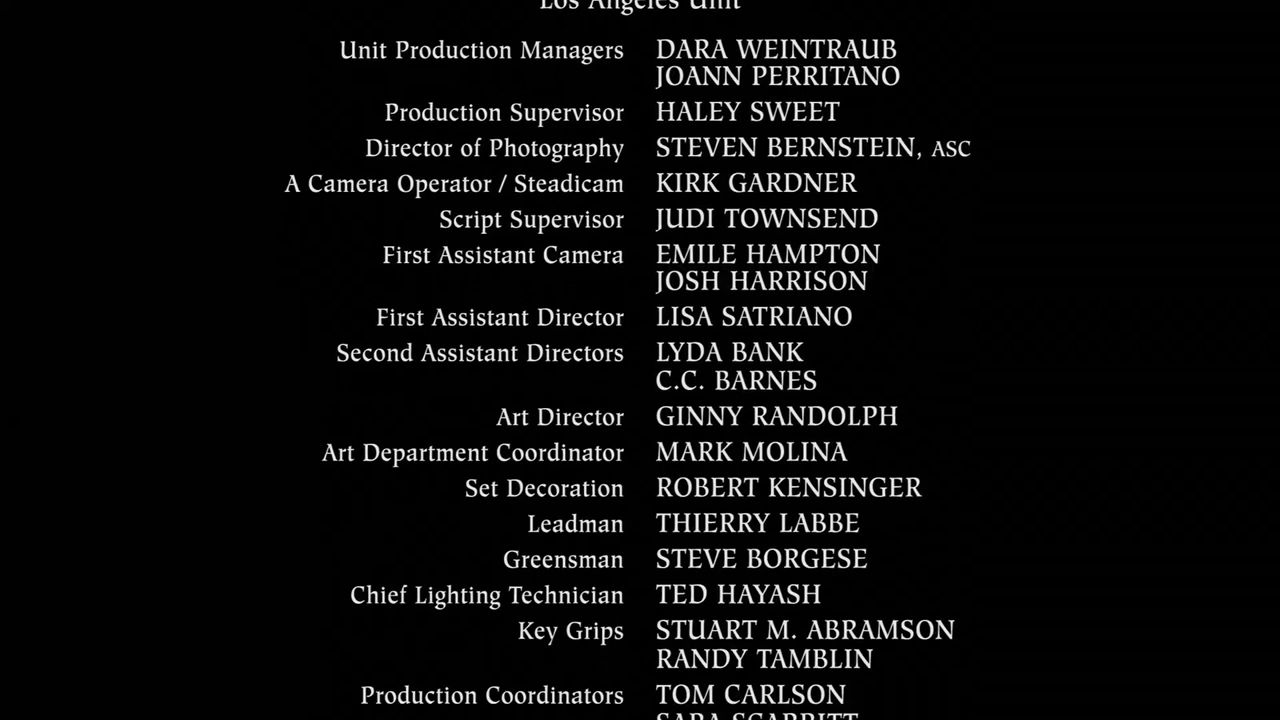 Los Angeles Unit
Unit Production Managers DARA WEINTRAUB
JOANN PERRITANO
Production Supervisor HALEY SWEET
Director of Photography STEVEN BERNSTEIN, ASC
A Camera Operator / Steadicam KIRK GARDNER
Script Supervisor JUDI TOWNSEND
First Assistant Camera EMILE HAMPTON
JOSH HARRISON
First Assistant Director LISA SATRIANO
Second Assistant Directors LYDA BANK
C.C. BARNES
Art Director GINNY RANDOLPH
Art Department Coordinator MARK MOLINA
Set Decoration ROBERT KENSINGER
Leadman THIERRY LABBE
Greensman STEVE BORGESE
Chief Lighting Technician TED HAYASH
Key Grips STUART M. ABRAMSON
RANDY TAMBLIN
Production Coordinators TOM CARLSON